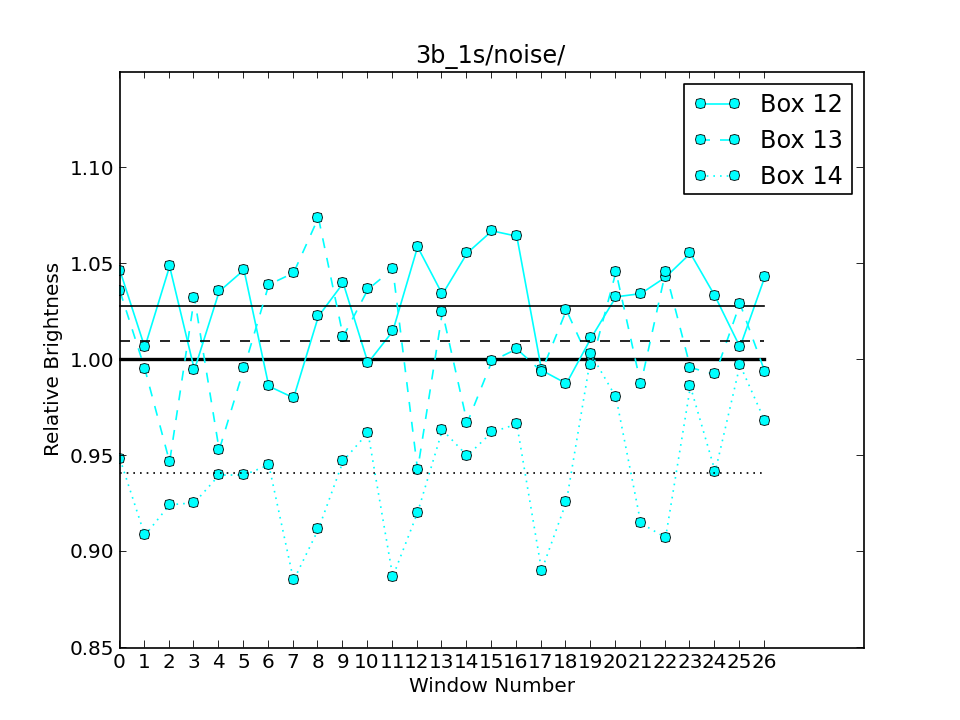 3b_1s/noise/
Box 12
Box 13
Box 14
1.10
1.05
1.00
0.95
0.90
0.85
Relative Brightness
0 1 2 3 4 5 6 7 8 9 10 11 12 13 14 15 16 17 18 19 20 21 22 23 24 25 26
Window Number